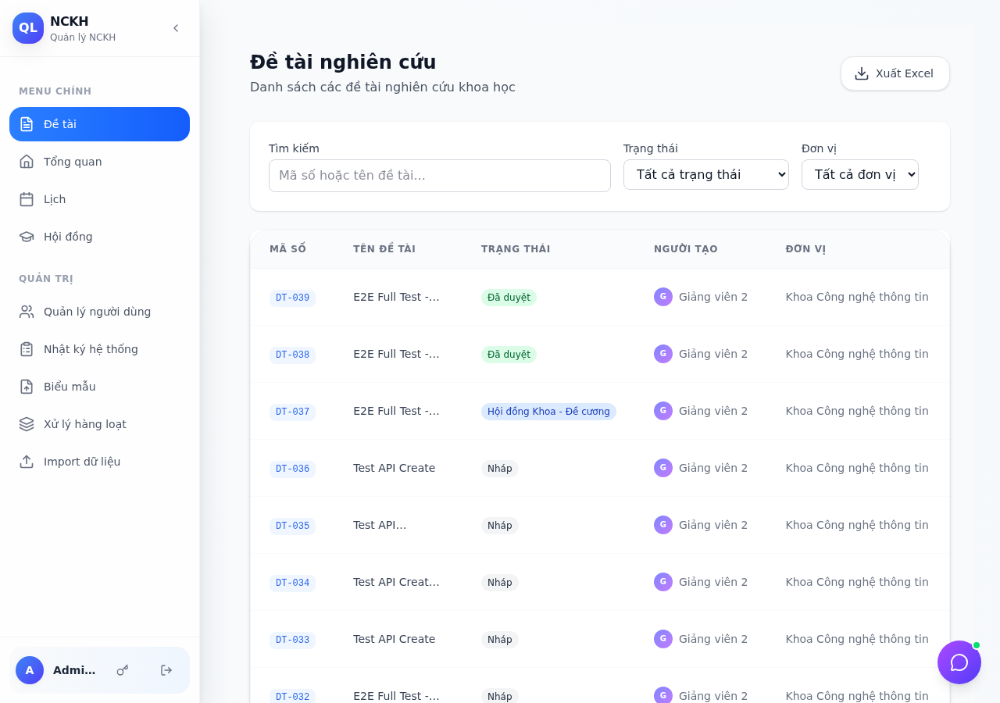 QL
NCKH
Quản lý NCKH
MENU CHÍNH
Đề tài
Tổng quan
Lịch
Hội đồng
QUẢN TRỊ
Quản lý người dùng
Nhật ký hệ thống
Biểu mẫu
Xử lý hàng loạt
Import dữ liệu
A
Admi...
Đề tài nghiên cứu
Danh sách các đề tài nghiên cứu khoa học
Xuất Excel
Tìm kiếm
Mã số hoặc tên đề tài...
Trạng thái
Tất cả trạng thái
Đơn vị
Tất cả đơn vị
MÃ SỐ TÊN ĐỀ TÀI TRẠNG THÁI NGƯỜI TẠO ĐƠN VỊ
DT-039 E2E Full Test -... Đã duyệt G Giảng viên 2 Khoa Công nghệ thông tin
DT-038 E2E Full Test -... Đã duyệt G Giảng viên 2 Khoa Công nghệ thông tin
DT-037 E2E Full Test -... Hội đồng Khoa - Đề cương G Giảng viên 2 Khoa Công nghệ thông tin
DT-036 Test API Create Nháp G Giảng viên 2 Khoa Công nghệ thông tin
DT-035 Test API... Nháp G Giảng viên 2 Khoa Công nghệ thông tin
DT-034 Test API Creat... Nháp G Giảng viên 2 Khoa Công nghệ thông tin
DT-033 Test API Create Nháp G Giảng viên 2 Khoa Công nghệ thông tin
DT-032 E2E Full Test -... Nháp G Giảng viên 2 Khoa Công nghệ thông tin